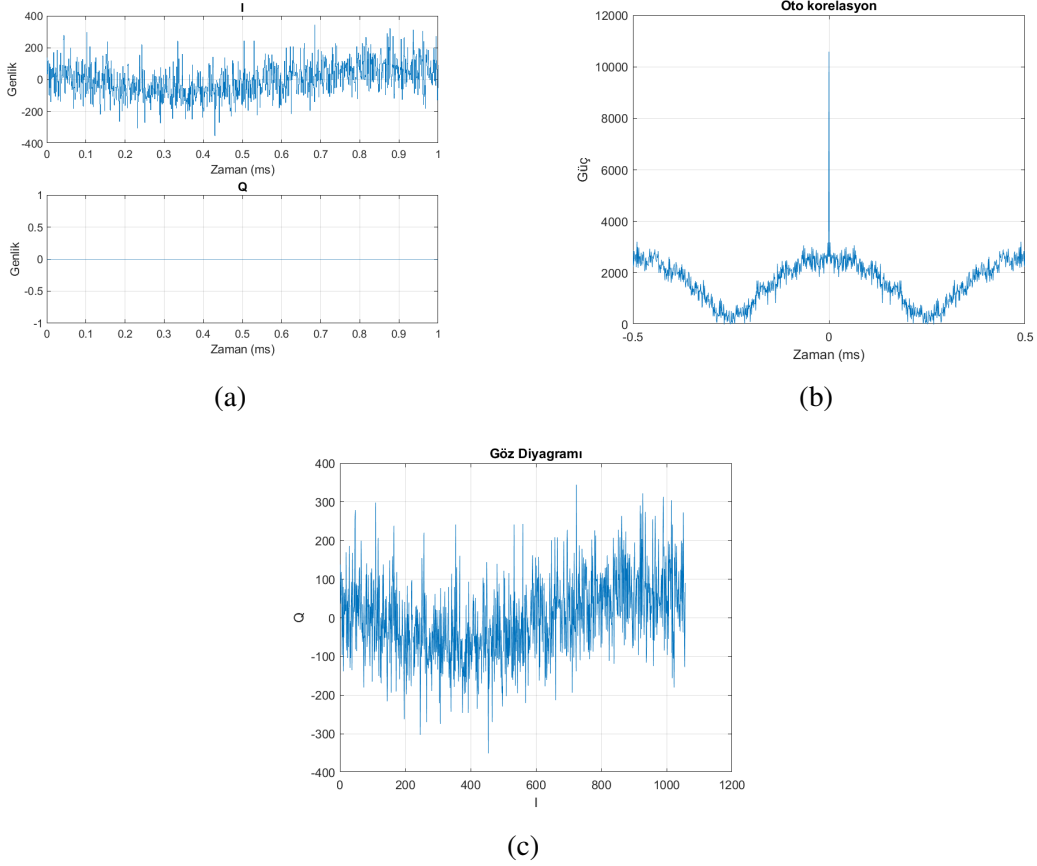 I
400
200
0
-200
-400
Genlik
0 0.1 0.2 0.3 0.4 0.5 0.6 0.7 0.8 0.9 1
Zaman (ms)
Q
1
0.5
0
-0.5
-1
Genlik
0 0.1 0.2 0.3 0.4 0.5 0.6 0.7 0.8 0.9 1
Zaman (ms)
(a)
Oto korelasyon
12000
10000
8000
6000
4000
2000
0
Güç
-0.5 0 0.5
Zaman (ms)
(b)
Göz Diyagramı
400
300
200
100
0
-100
-200
-300
-400
Q
0 200 400 600 800 1000 1200
I
(c)